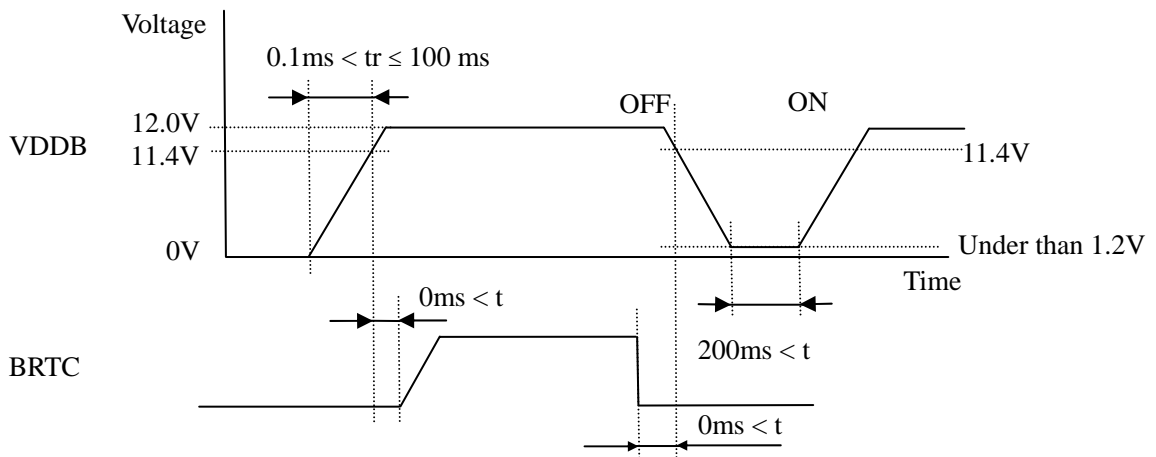 Voltage
0.1ms < tr ≤ 100 ms
OFF
ON
12.0V
VDDB
11.4V
11.4V
0V
Under than 1.2V
Time
0ms < t
200ms < t
BRTC
0ms < t